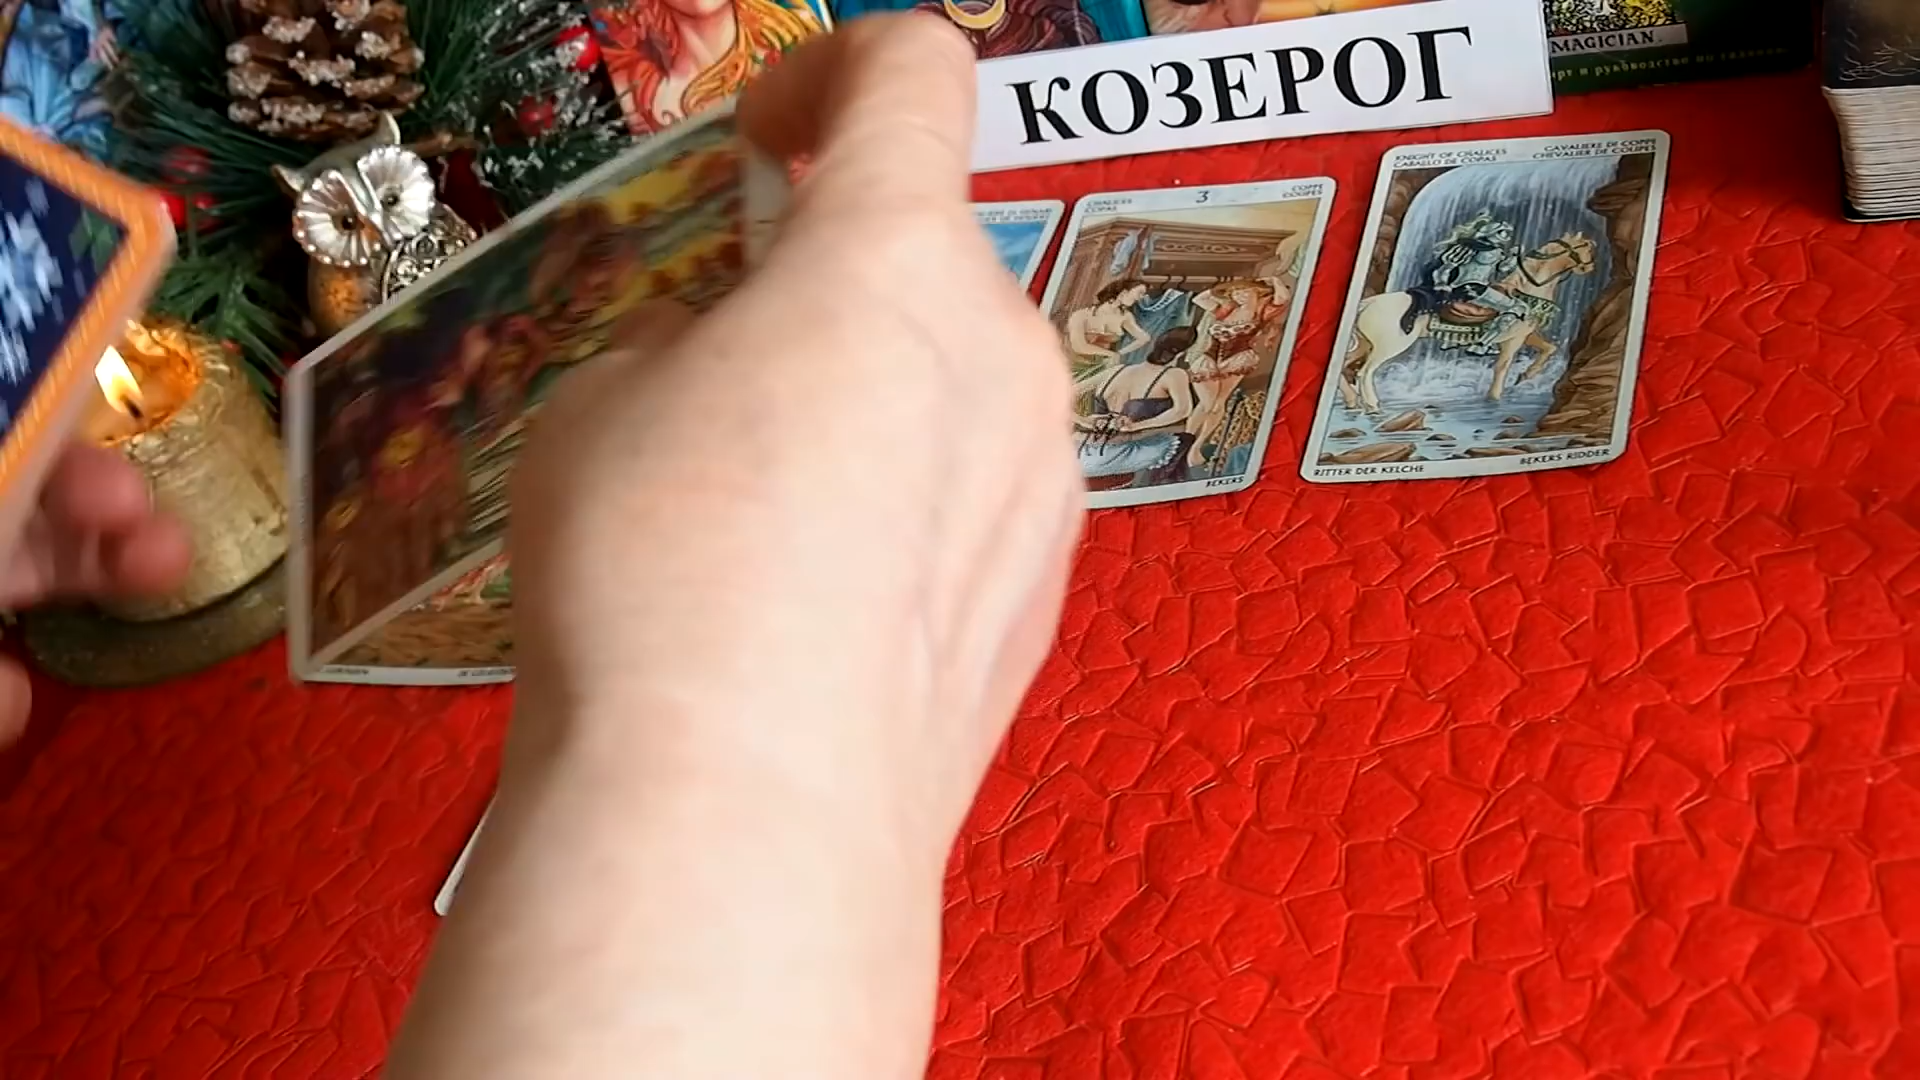 MAGICIAN.
КОЗЕРОГ
KNIGHT OF CHALICES
CABALLO DE COPAS
CAVALIERE DI COPPE
CHEVALIER DE COUPES
CHALICES
COPAS
3
COPPE
COUPES
BEKERS
RITTER DER KELCHE
BEKERS RIDDER